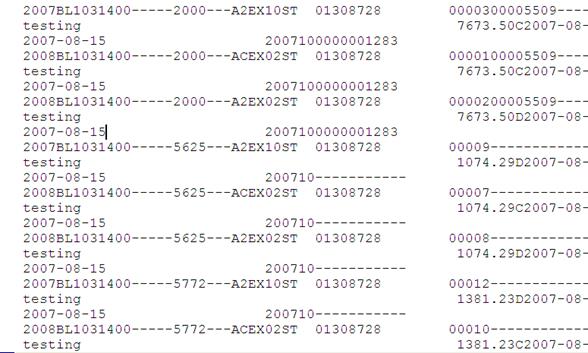 2007BL1031400-----2000---A2EX10ST  01308728        0000300005509----
testing                                             7673.50C2007-08-
2007-08-15                 2007100000001283
2008BL1031400-----2000---ACEX02ST  01308728        0000100005509----
testing                                             7673.50C2007-08-
2007-08-15                 2007100000001283
2008BL1031400-----2000---A2EX02ST  01308728        0000200005509----
testing                                             7673.50D2007-08-
2007-08-15                 2007100000001283
2007BL1031400-----5625---A2EX10ST  01308728        00009-----------
testing                                             1074.29D2007-08-
2007-08-15                 200710-----------
2008BL1031400-----5625---ACEX02ST  01308728        00007-----------
testing                                             1074.29C2007-08-
2007-08-15                 200710-----------
2008BL1031400-----5625---A2EX02ST  01308728        00008-----------
testing                                             1074.29D2007-08-
2007-08-15                 200710-----------
2007BL1031400-----5772---A2EX10ST  01308728        00012-----------
testing                                             1381.23D2007-08-
2007-08-15                 200710-----------
2008BL1031400-----5772---ACEX02ST  01308728        00010-----------
testing                                             1381.23C2007-08-